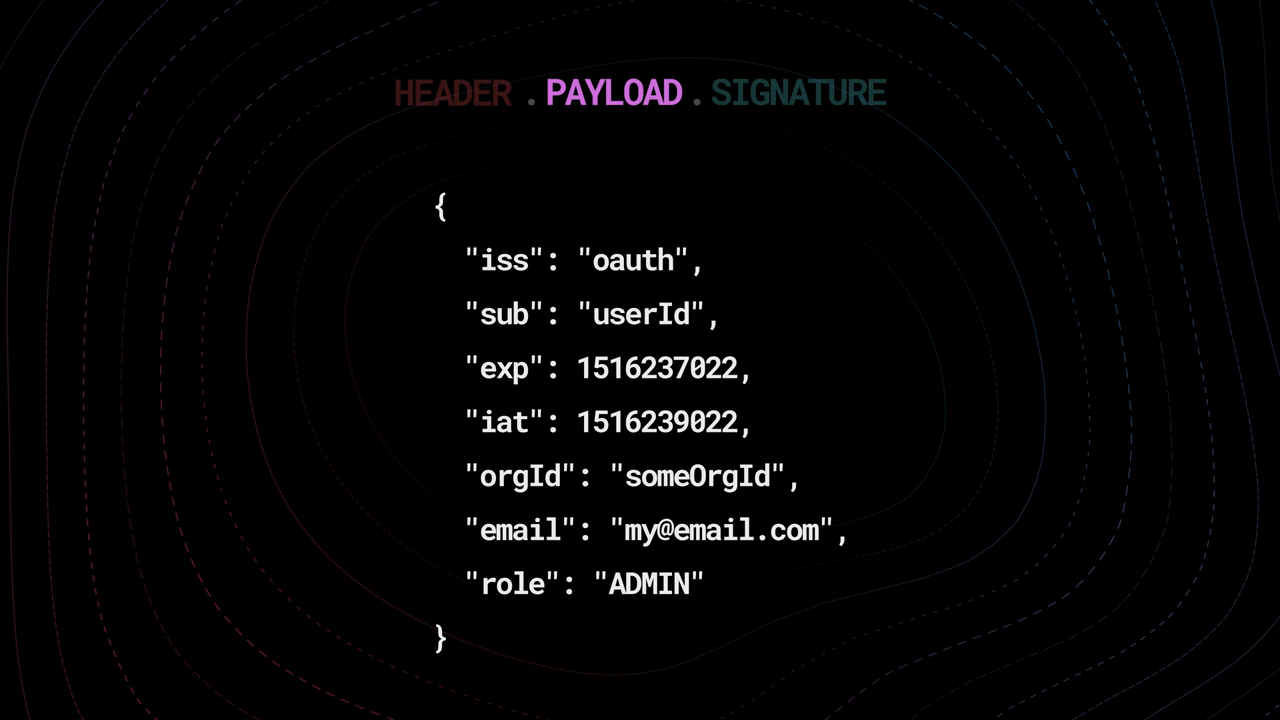 HEADER . PAYLOAD . SIGNATURE
{
"iss": "oauth",
"sub": "userId",
"exp": 1516237022,
"iat": 1516239022,
"orgId": "someOrgId",
"email": "my@email.com",
"role": "ADMIN"
}